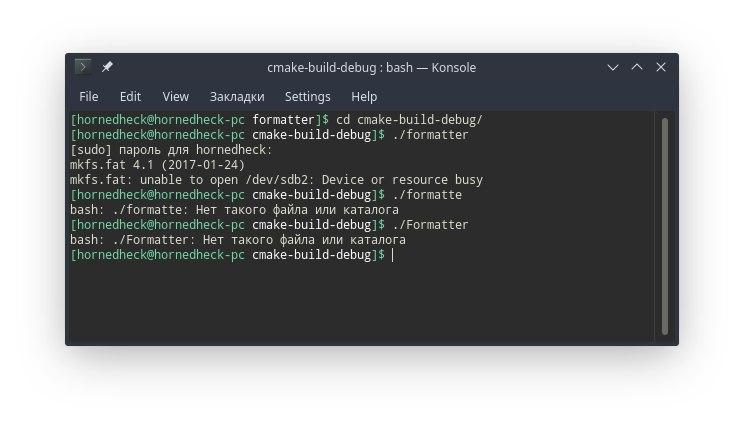 cmake-build-debug : bash — Konsole
File Edit View Закладки Settings Help
[hornedheck@hornedheck-pc formatter]$ cd cmake-build-debug/
[hornedheck@hornedheck-pc cmake-build-debug]$ ./formatter
[sudo] пароль для hornedheck:
mkfs.fat 4.1 (2017-01-24)
mkfs.fat: unable to open /dev/sdb2: Device or resource busy
[hornedheck@hornedheck-pc cmake-build-debug]$ ./formatte
bash: ./formatte: Нет такого файла или каталога
[hornedheck@hornedheck-pc cmake-build-debug]$ ./Formatter
bash: ./Formatter: Нет такого файла или каталога
[hornedheck@hornedheck-pc cmake-build-debug]$